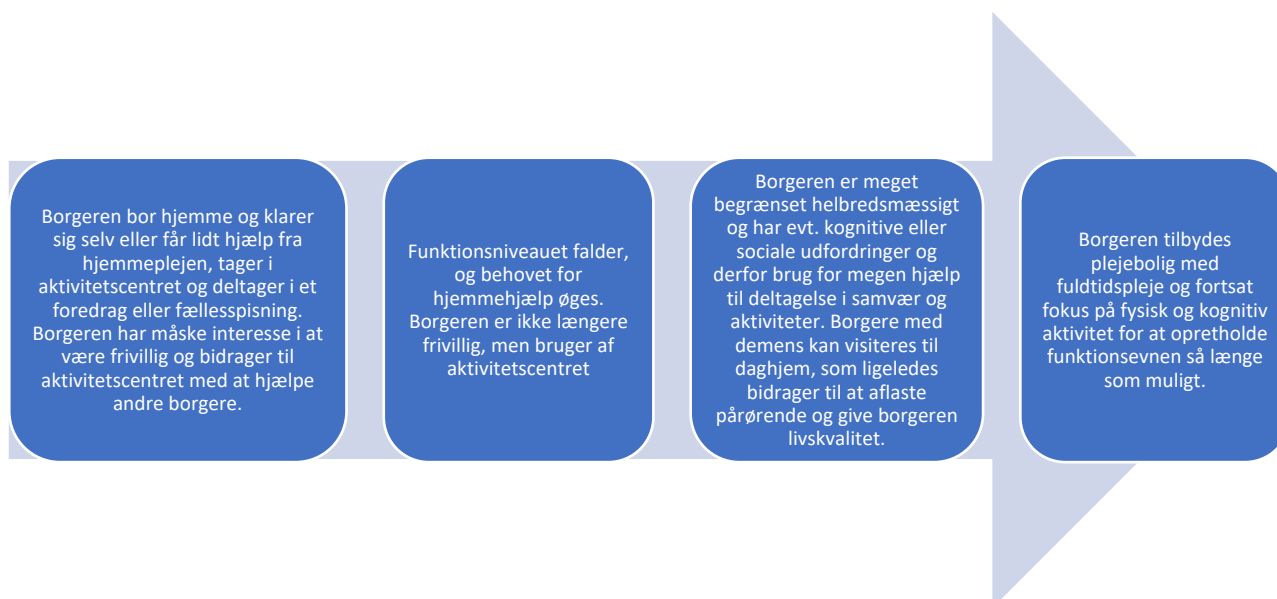 Borgeren bor hjemme og klarer
sig selv eller får lidt hjælp fra
hjemmeplejen, tager i
aktivitetscentret og deltager i et
foredrag eller fællesspisning.
Borgeren har måske interesse i at
være frivillig og bidrager til
aktivitetscentret med at hjælpe
andre borgere.
Funktionsniveauet falder,
og behovet for
hjemmehjælp øges.
Borgeren er ikke længere
frivillig, men bruger af
aktivitetscentret
Borgeren er meget
begrænset helbredsmæssigt
og har evt. kognitive eller
sociale udfordringer og
derfor brug for megen hjælp
til deltagelse i samvær og
aktiviteter. Borgere med
demens kan visiteres til
daghjem, som ligeledes
bidrager til at aflaste
pårørende og give borgeren
livskvalitet.
Borgeren tilbydes
plejebolig med
fuldtidspleje og fortsat
fokus på fysisk og kognitiv
aktivitet for at opretholde
funktionsevnen så længe
som muligt.